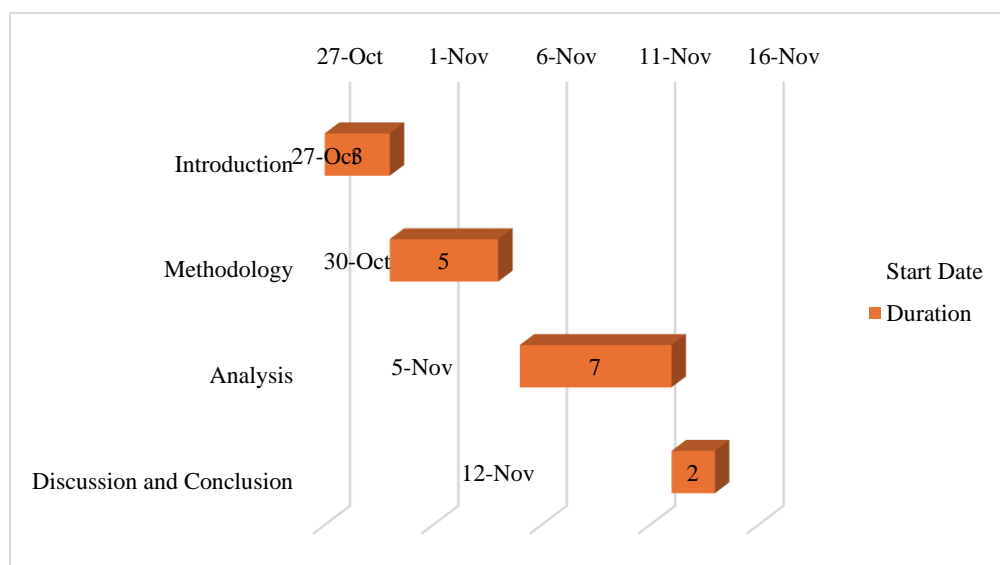 27-Oct 1-Nov 6-Nov 11-Nov 16-Nov
Introduction 27-Oct 3
Methodology 30-Oct 5
Start Date
Duration
Analysis 5-Nov 7
Discussion and Conclusion 12-Nov 2